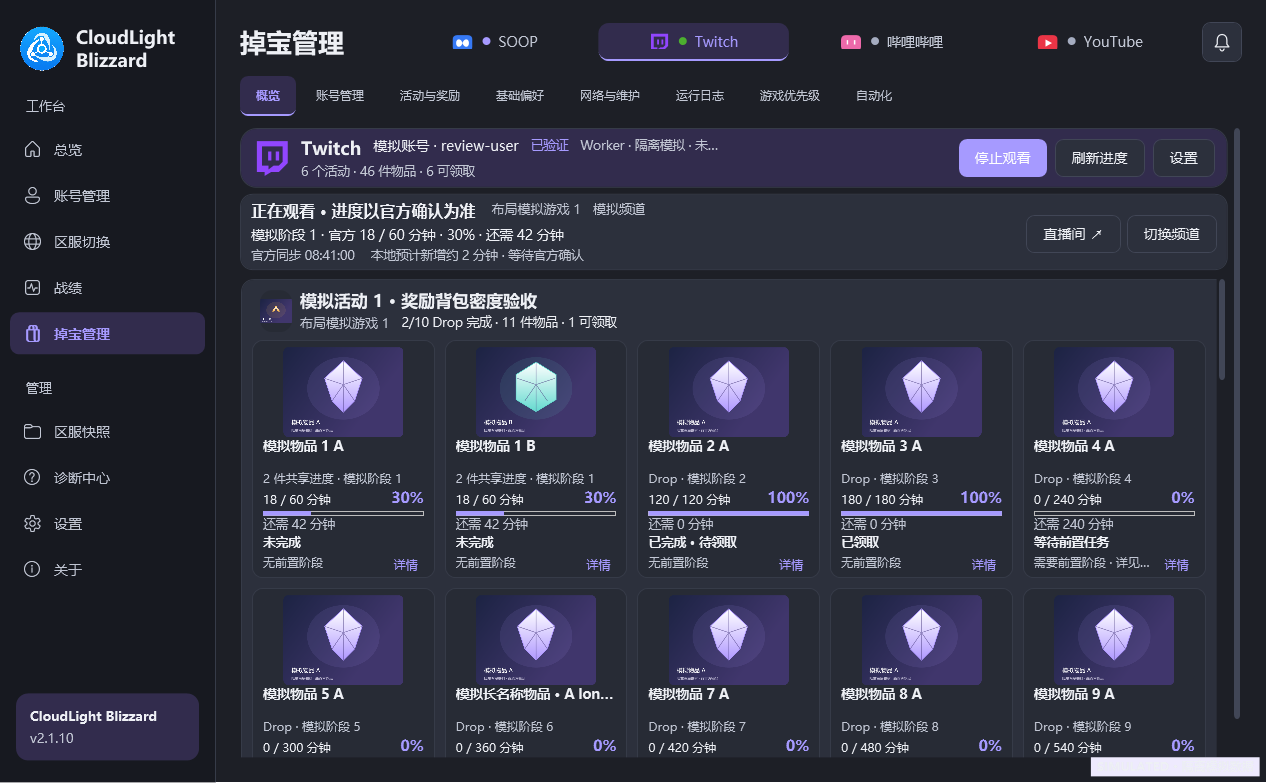 CloudLight
Blizzard
工作台
总览
账号管理
区服切换
战绩
掉宝管理
管理
区服快照
诊断中心
设置
关于
CloudLight Blizzard
v2.1.10
掉宝管理
SOOP
Twitch
哔哩哔哩
YouTube
概览 账号管理 活动与奖励 基础偏好 网络与维护 运行日志 游戏优先级 自动化
Twitch 模拟账号 · review-user 已验证 Worker · 隔离模拟 · 未...
6 个活动 · 46 件物品 · 6 可领取
停止观看 刷新进度 设置
正在观看 • 进度以官方确认为准 布局模拟游戏 1 模拟频道
模拟阶段 1 · 官方 18 / 60 分钟 · 30% · 还需 42 分钟
官方同步 08:41:00 本地预计新增约 2 分钟 · 等待官方确认
直播间 ↗ 切换频道
模拟活动 1 • 奖励背包密度验收
布局模拟游戏 1 2/10 Drop 完成 · 11 件物品 · 1 可领取
模拟物品 1 A
2 件共享进度 · 模拟阶段 1
18 / 60 分钟 30%
还需 42 分钟
未完成
无前置阶段 详情
模拟物品 1 B
2 件共享进度 · 模拟阶段 1
18 / 60 分钟 30%
还需 42 分钟
未完成
无前置阶段 详情
模拟物品 2 A
Drop · 模拟阶段 2
120 / 120 分钟 100%
还需 0 分钟
已完成 • 待领取
无前置阶段 详情
模拟物品 3 A
Drop · 模拟阶段 3
180 / 180 分钟 100%
还需 0 分钟
已领取
无前置阶段 详情
模拟物品 4 A
Drop · 模拟阶段 4
0 / 240 分钟 0%
还需 240 分钟
等待前置任务
需要前置阶段 · 详见... 详情
模拟物品 5 A
Drop · 模拟阶段 5
0 / 300 分钟 0%
模拟长名称物品 • A lon...
Drop · 模拟阶段 6
0 / 360 分钟 0%
模拟物品 7 A
Drop · 模拟阶段 7
0 / 420 分钟 0%
模拟物品 8 A
Drop · 模拟阶段 8
0 / 480 分钟 0%
模拟物品 9 A
Drop · 模拟阶段 9
0 / 540 分钟 0%